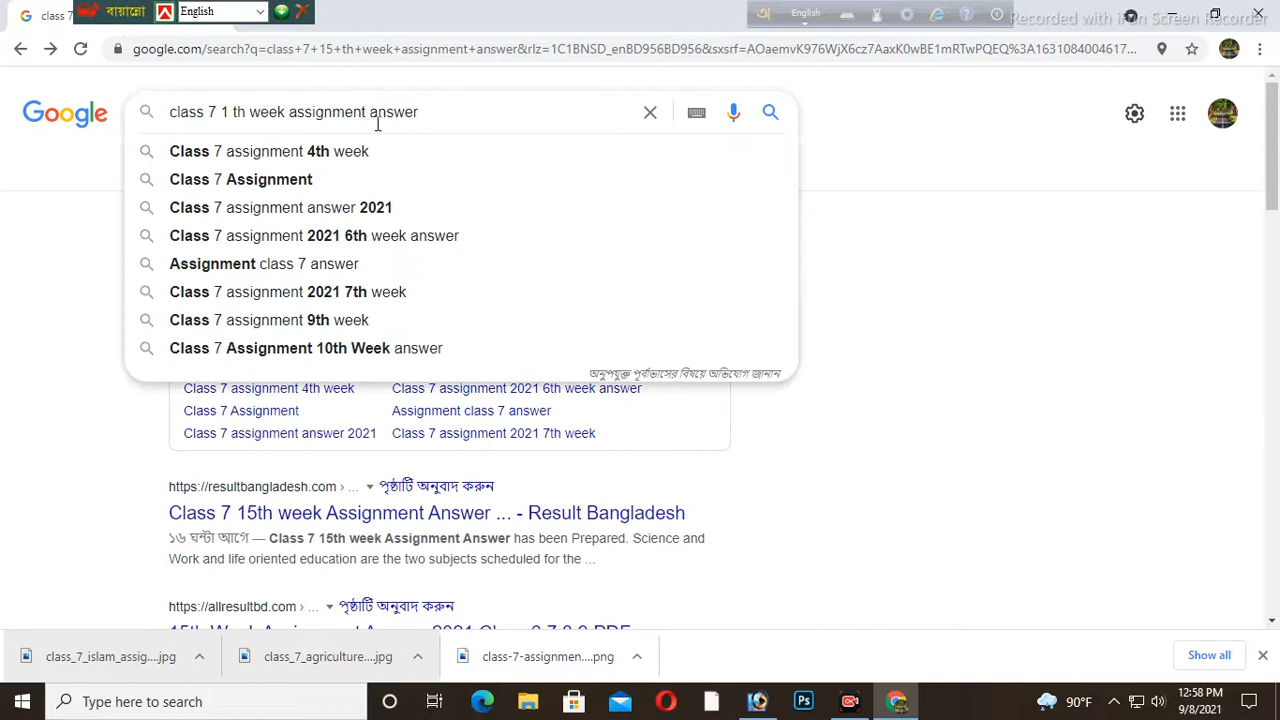 class 7
বায়ান্নো
English
English
Recorded with iFun Screen Recorder
google.com/search?q=class+7+15+th+week+assignment+answer&rlz=1C1BNSD_enBD956BD956&sxsrf=AOaemvK976WjX6cz7AaxK0wBE1mRTwPQEQ%3A1631084004617...
Google
class 7 1 th week assignment answer
Class 7 assignment 4th week
Class 7 Assignment
Class 7 assignment answer 2021
Class 7 assignment 2021 6th week answer
Assignment class 7 answer
Class 7 assignment 2021 7th week
Class 7 assignment 9th week
Class 7 Assignment 10th Week answer
অনুপযুক্ত পূর্বাভাসের বিষয়ে অভিযোগ জানান
Class 7 assignment 4th week
Class 7 assignment 2021 6th week answer
Class 7 Assignment
Assignment class 7 answer
Class 7 assignment answer 2021
Class 7 assignment 2021 7th week
https://resultbangladesh.com › ... পৃষ্ঠাটি অনুবাদ করুন
Class 7 15th week Assignment Answer ... - Result Bangladesh
১৬ ঘন্টা আগে — Class 7 15th week Assignment Answer has been Prepared. Science and
Work and life oriented education are the two subjects scheduled for the ...
https://allresultbd.com › ... পৃষ্ঠাটি অনুবাদ করুন
class_7_islam_assig....jpg
class_7_agriculture....jpg
class-7-assignmen....png
Show all
Type here to search
Ps
90°F
12:58 PM
9/8/2021